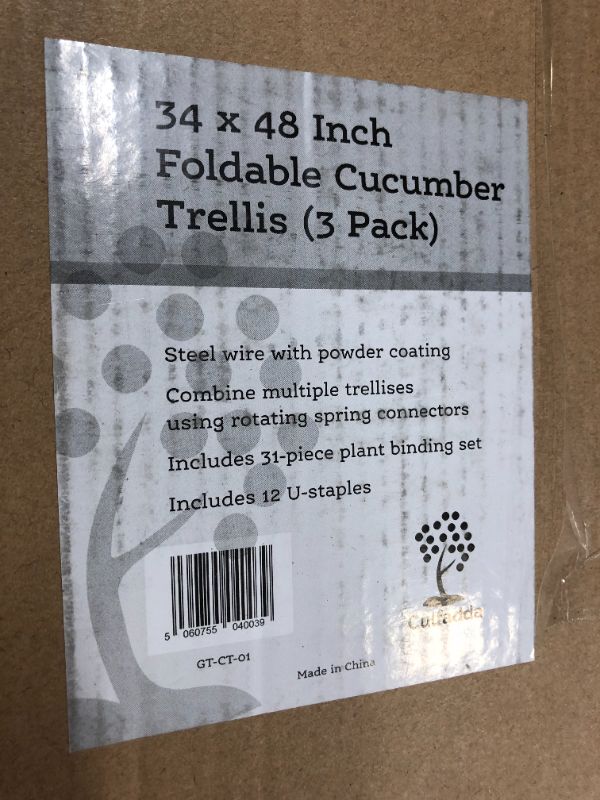 34 x 48 Inch
Foldable Cucumber
Trellis (3 Pack)
Steel wire with powder coating
Combine multiple trellises
using rotating spring connectors
Includes 31-piece plant binding set
Includes 12 U-staples
5 060755 040039
GT-CT-01
Made in China